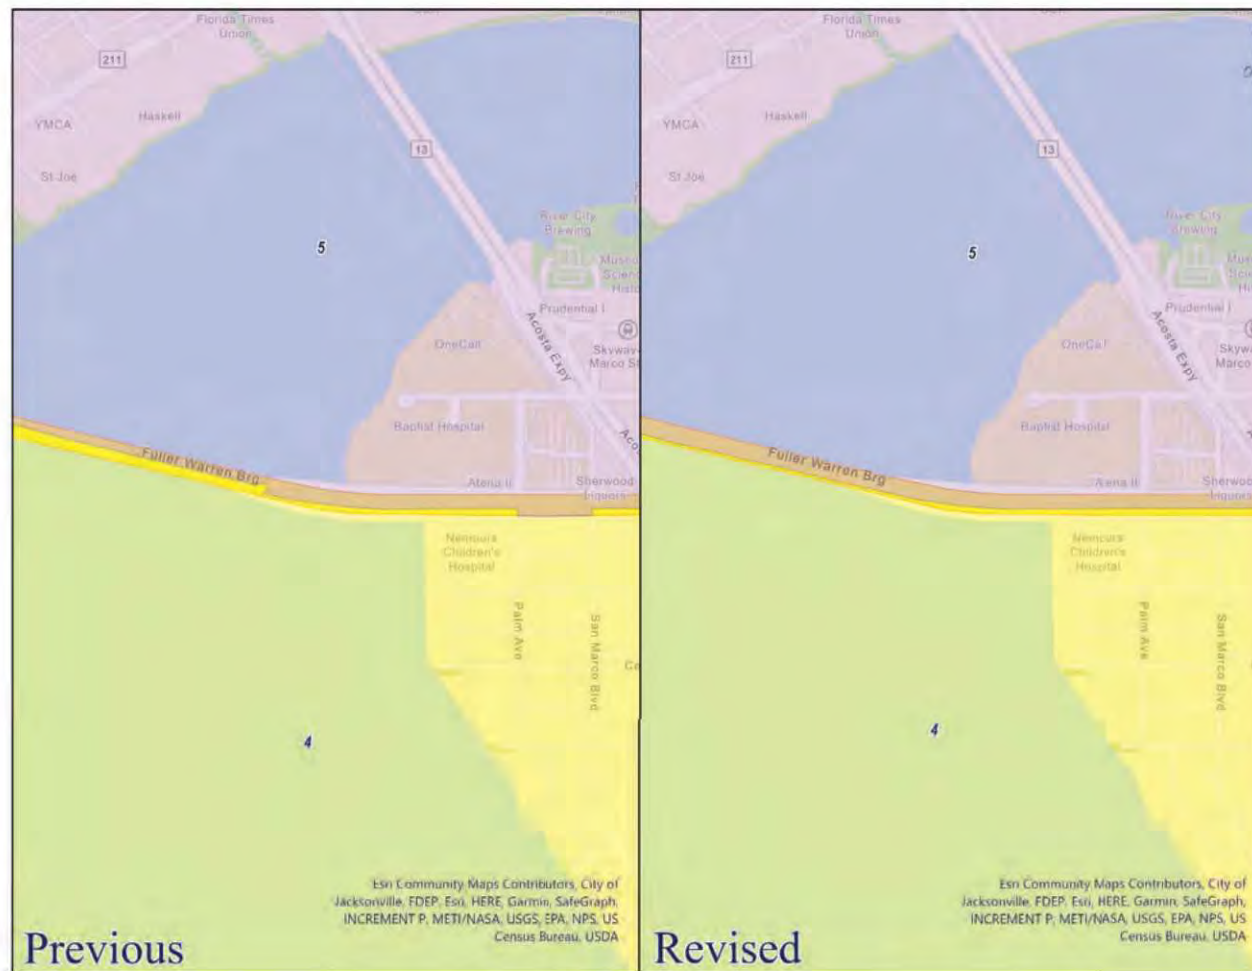 Florida Times
Union
211
YMCA
Haskell
St Joe
13
River City
Brewing
5
Prudential I
OneCall
Acosta Expy
Baptist Hospital
Fuller Warren Brg
Sherwood
Liquors
Nemours
Children's
Hospital
Palm Ave
San Marco Blvd
4
Esri Community Maps Contributors, City of
Jacksonville, FDEP, Esri, HERE, Garmin, SafeGraph,
INCREMENT P, METI/NASA, USGS, EPA, NPS, US
Census Bureau, USDA
Previous
Florida Times
Union
211
YMCA
Haskell
St Joe
13
River City
Brewing
5
Prudential I
Acosta Expy
Baptist Hospital
Fuller Warren Brg
Liquors
Nemours
Children's
Hospital
Palm Ave
San Marco Blvd
4
Esri Community Maps Contributors, City of
Jacksonville, FDEP, Esri, HERE, Garmin, SafeGraph,
INCREMENT P, METI/NASA, USGS, EPA, NPS, US
Census Bureau, USDA
Revised